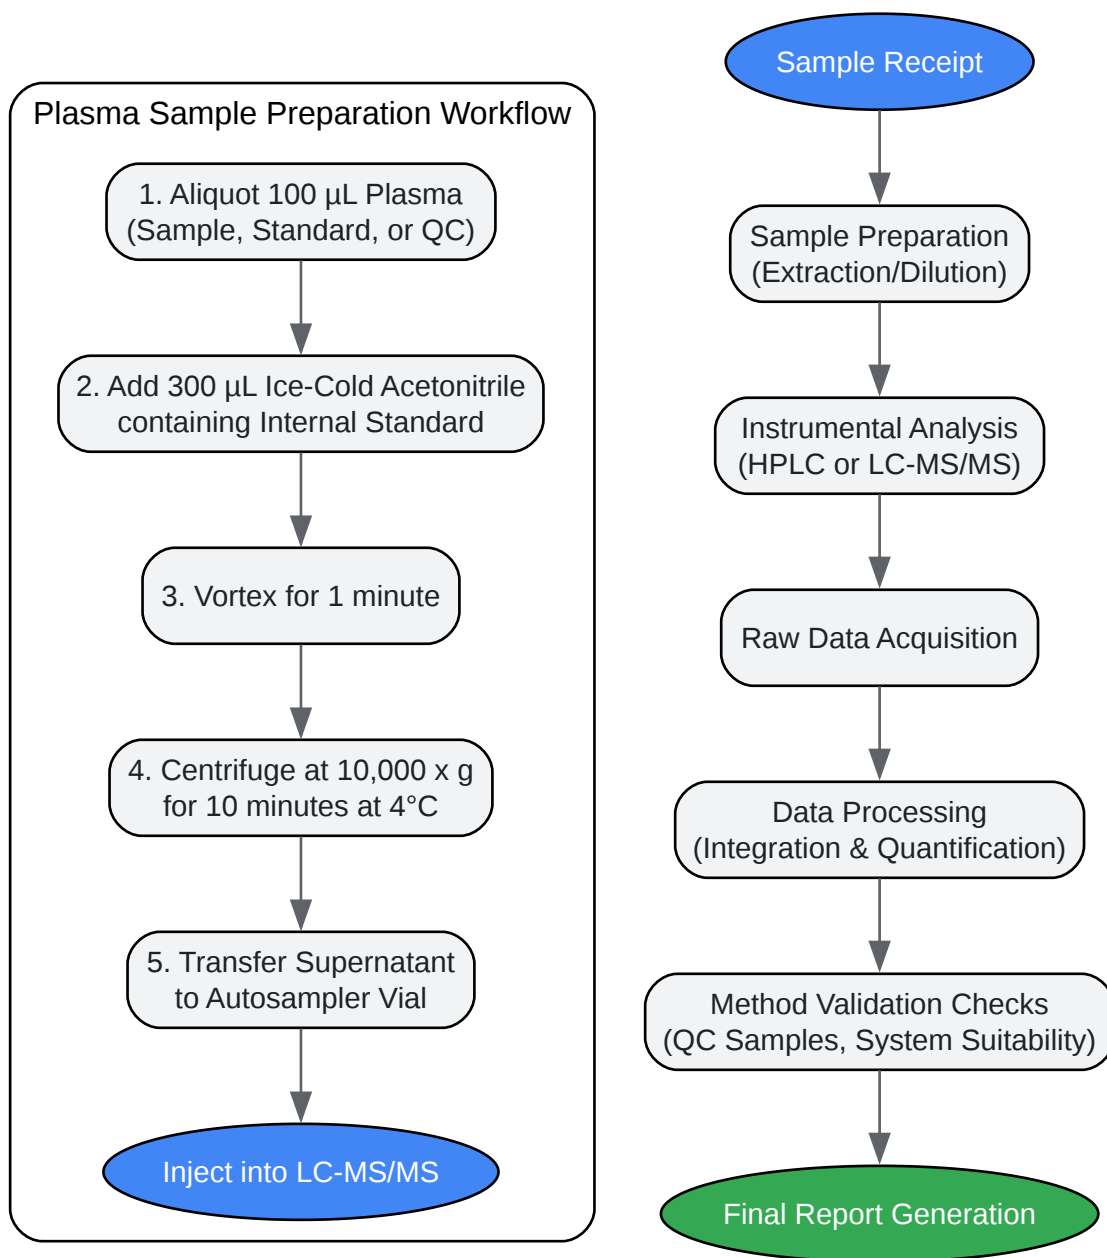 Plasma Sample Preparation Workflow
1. Aliquot 100 µL Plasma
(Sample, Standard, or QC)
2. Add 300 µL Ice-Cold Acetonitrile
containing Internal Standard
3. Vortex for 1 minute
4. Centrifuge at 10,000 x g
for 10 minutes at 4°C
5. Transfer Supernatant
to Autosampler Vial
Inject into LC-MS/MS
Sample Receipt
Sample Preparation
(Extraction/Dilution)
Instrumental Analysis
(HPLC or LC-MS/MS)
Raw Data Acquisition
Data Processing
(Integration & Quantification)
Method Validation Checks
(QC Samples, System Suitability)
Final Report Generation